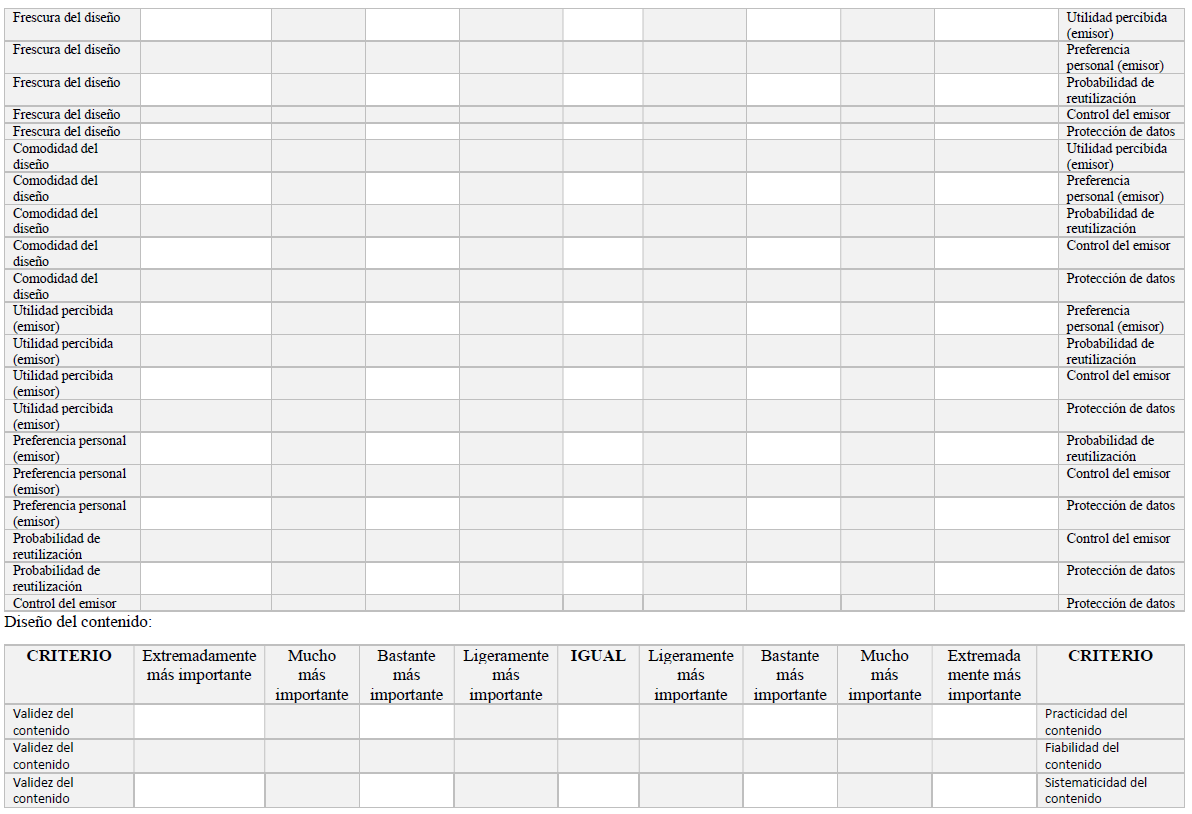 Frescura del diseño Utilidad percibida
(emisor)
Frescura del diseño Preferencia
personal (emisor)
Frescura del diseño Probabilidad de
reutilización
Frescura del diseño Control del emisor
Frescura del diseño Protección de datos
Comodidad del Utilidad percibida
diseño (emisor)
Comodidad del Preferencia
diseño personal (emisor)
Comodidad del Probabilidad de
diseño reutilización
Comodidad del Control del emisor
diseño
Comodidad del Protección de datos
diseño
Utilidad percibida Preferencia
(emisor) personal (emisor)
Utilidad percibida Probabilidad de
(emisor) reutilización
Utilidad percibida Control del emisor
(emisor)
Utilidad percibida Protección de datos
(emisor)
Preferencia personal Probabilidad de
(emisor) reutilización
Preferencia personal Control del emisor
(emisor)
Preferencia personal Protección de datos
(emisor)
Probabilidad de Control del emisor
reutilización
Probabilidad de Protección de datos
reutilización
Control del emisor Protección de datos
Diseño del contenido:
CRITERIO Extremadamente Mucho Bastante Ligeramente IGUAL Ligeramente Bastante Mucho Extremada CRITERIO
más importante más más más más más más mente más
importante importante importante importante importante importante importante
Validez del Practicidad del
contenido contenido
Validez del Fiabilidad del
contenido contenido
Validez del Sistematicidad del
contenido contenido